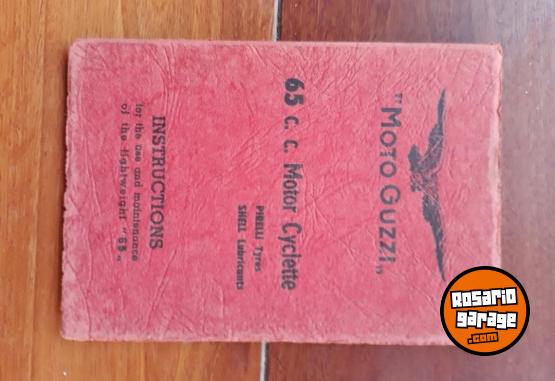 "MOTO GUZZI„
65 c. c. Motor Cyclette
PIRELLI Tyres
SHELL Lubricants
INSTRUCTIONS
for the use and maintenance
of the lightweight "65„
ROSARIO
garage
.com